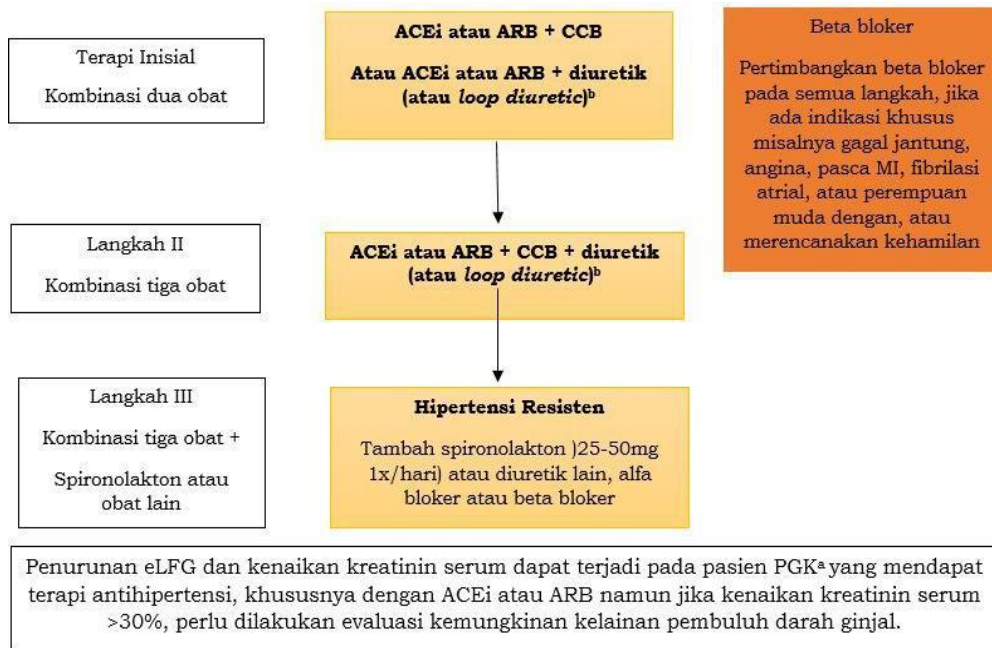 Terapi Inisial
Kombinasi dua obat
ACEi atau ARB + CCB
Atau ACEi atau ARB + diuretik
(atau loop diuretic)ᵇ
Beta bloker
Pertimbangkan beta bloker
pada semua langkah, jika
ada indikasi khusus
misalnya gagal jantung,
angina, pasca MI, fibrilasi
atrial, atau perempuan
muda dengan, atau
merencanakan kehamilan
Langkah II
Kombinasi tiga obat
ACEi atau ARB + CCB + diuretik
(atau loop diuretic)ᵇ
Langkah III
Kombinasi tiga obat +
Spironolakton atau
obat lain
Hipertensi Resisten
Tambah spironolakton )25-50mg
1x/hari) atau diuretik lain, alfa
bloker atau beta bloker
Penurunan eLFG dan kenaikan kreatinin serum dapat terjadi pada pasien PGKᵃ yang mendapat
terapi antihipertensi, khususnya dengan ACEi atau ARB namun jika kenaikan kreatinin serum
>30%, perlu dilakukan evaluasi kemungkinan kelainan pembuluh darah ginjal.